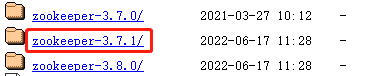 zookeeper-3.7.0/ 2021-03-27 10:12 -
zookeeper-3.7.1/ 2022-06-17 11:28 -
zookeeper-3.8.0/ 2022-06-17 11:28 -